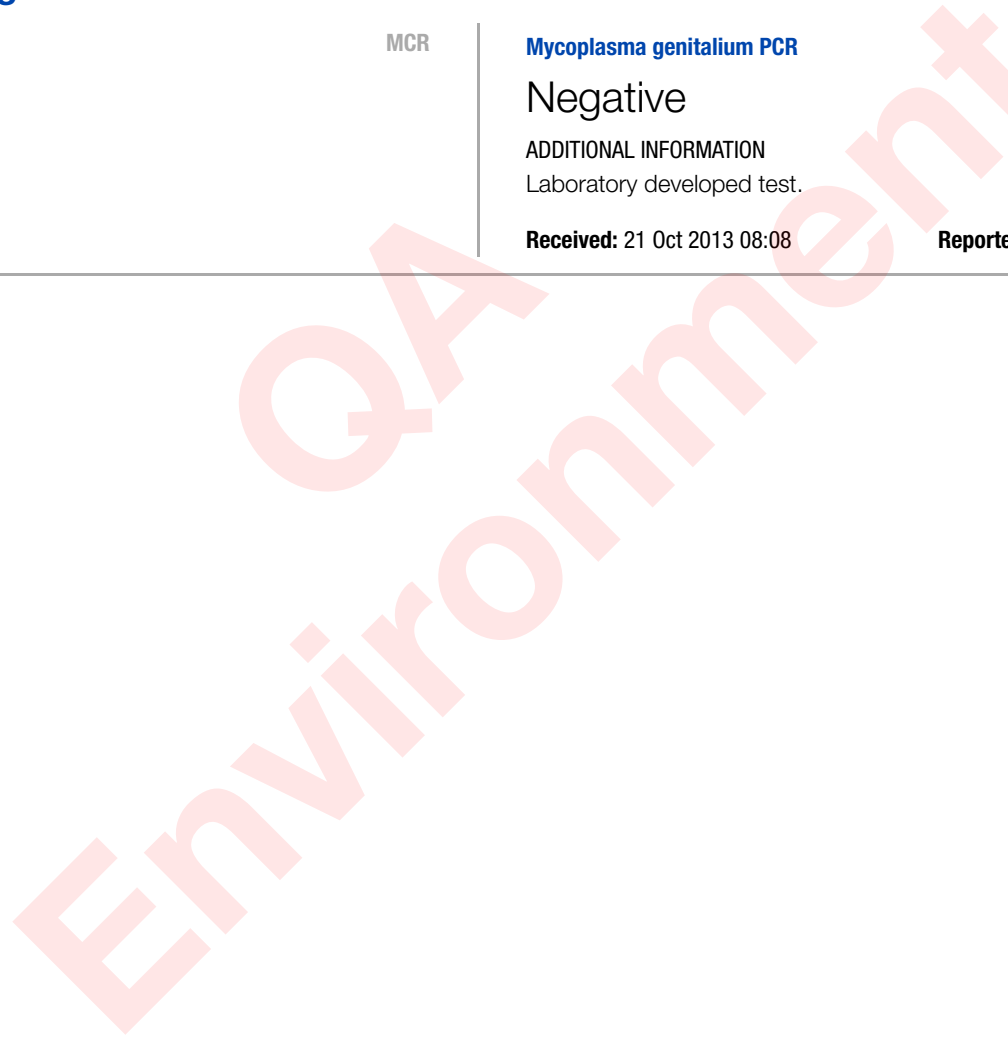 MCR
Mycoplasma genitalium PCR
Negative
ADDITIONAL INFORMATION
Laboratory developed test.
Received: 21 Oct 2013 08:08
QA
Environment